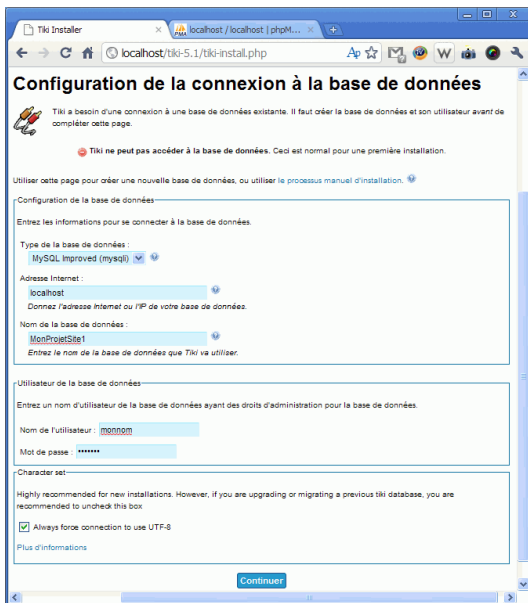 Tiki Installer
localhost / localhost | phpM...
localhost/tiki-5.1/tiki-install.php
Configuration de la connexion à la base de données
Tiki a besoin d'une connexion à une base de données existante. Il faut créer la base de données et son utilisateur avant de
compléter cette page.
Tiki ne peut pas accéder à la base de données. Ceci est normal pour une première installation.
Utiliser cette page pour créer une nouvelle base de données, ou utiliser le processus manuel d'installation.
Configuration de la base de données
Entrez les informations pour se connecter à la base de données.
Type de la base de données :
MySQL Improved (mysqli)
Adresse Internet :
localhost
Donnez l'adresse Internet ou l'IP de votre base de données.
Nom de la base de données :
MonProjetSite1
Entrez le nom de la base de données que Tiki va utiliser.
Utilisateur de la base de données
Entrez un nom d'utilisateur de la base de données ayant des droits d'administration pour la base de données.
Nom de l'utilisateur : monnom
Mot de passe : •••••••
Character set
Highly recommended for new installations. However, if you are upgrading or migrating a previous tiki database, you are
recommended to uncheck this box
Always force connection to use UTF-8
Plus d'informations
Continuer